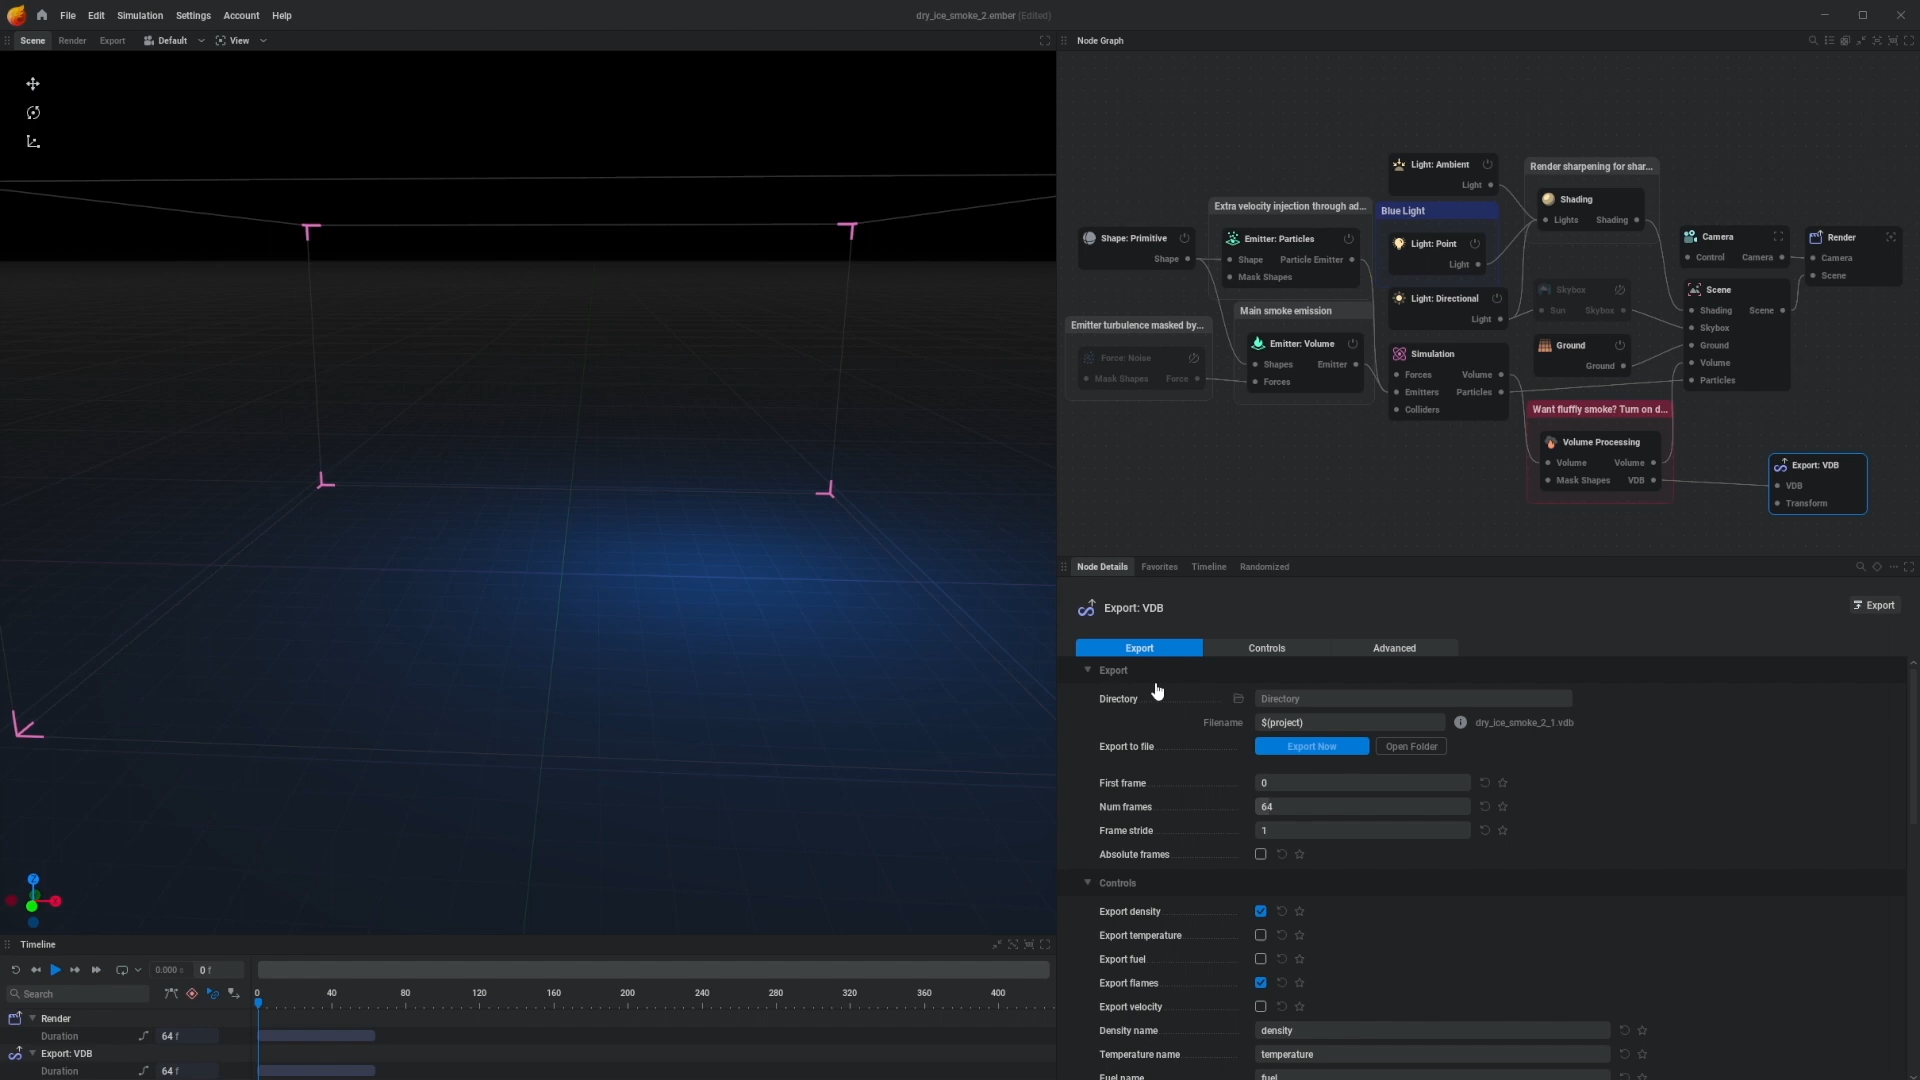 File Edit Simulation Settings Account Help
dry_ice_smoke_2.ember (Edited)
Scene Render Export Default View
Node Graph
Light: Ambient
Light
Render sharpening for shar...
Shading
Lights Shading
Extra velocity injection through ad...
Blue Light
Shape: Primitive
Shape
Emitter: Particles
Shape Particle Emitter
Mask Shapes
Light: Point
Light
Camera
Control Camera
Render
Camera
Scene
Light: Directional
Light
Skybox
Sun Skybox
Scene
Shading Scene
Skybox
Ground
Volume
Particles
Main smoke emission
Emitter turbulence masked by...
Force: Noise
Mask Shapes Force
Emitter: Volume
Shapes Emitter
Forces
Simulation
Forces Volume
Emitters Particles
Colliders
Ground
Ground
Want fluffly smoke? Turn on d...
Volume Processing
Volume Volume
Mask Shapes VDB
Export: VDB
VDB
Transform
Node Details Favorites Timeline Randomized
Export: VDB
Export
Export Controls Advanced
Export
Directory Directory
Filename $(project) dry_ice_smoke_2_1.vdb
Export to file Export Now Open Folder
First frame 0
Num frames 64
Frame stride 1
Absolute frames
Controls
Export density
Export temperature
Export fuel
Export flames
Export velocity
Density name density
Temperature name temperature
Fuel name fuel
Z
X
Timeline
0.000 s 0 f
Search
0 40 80 120 160 200 240 280 320 360 400
Render
Duration 64 f
Export: VDB
Duration 64 f